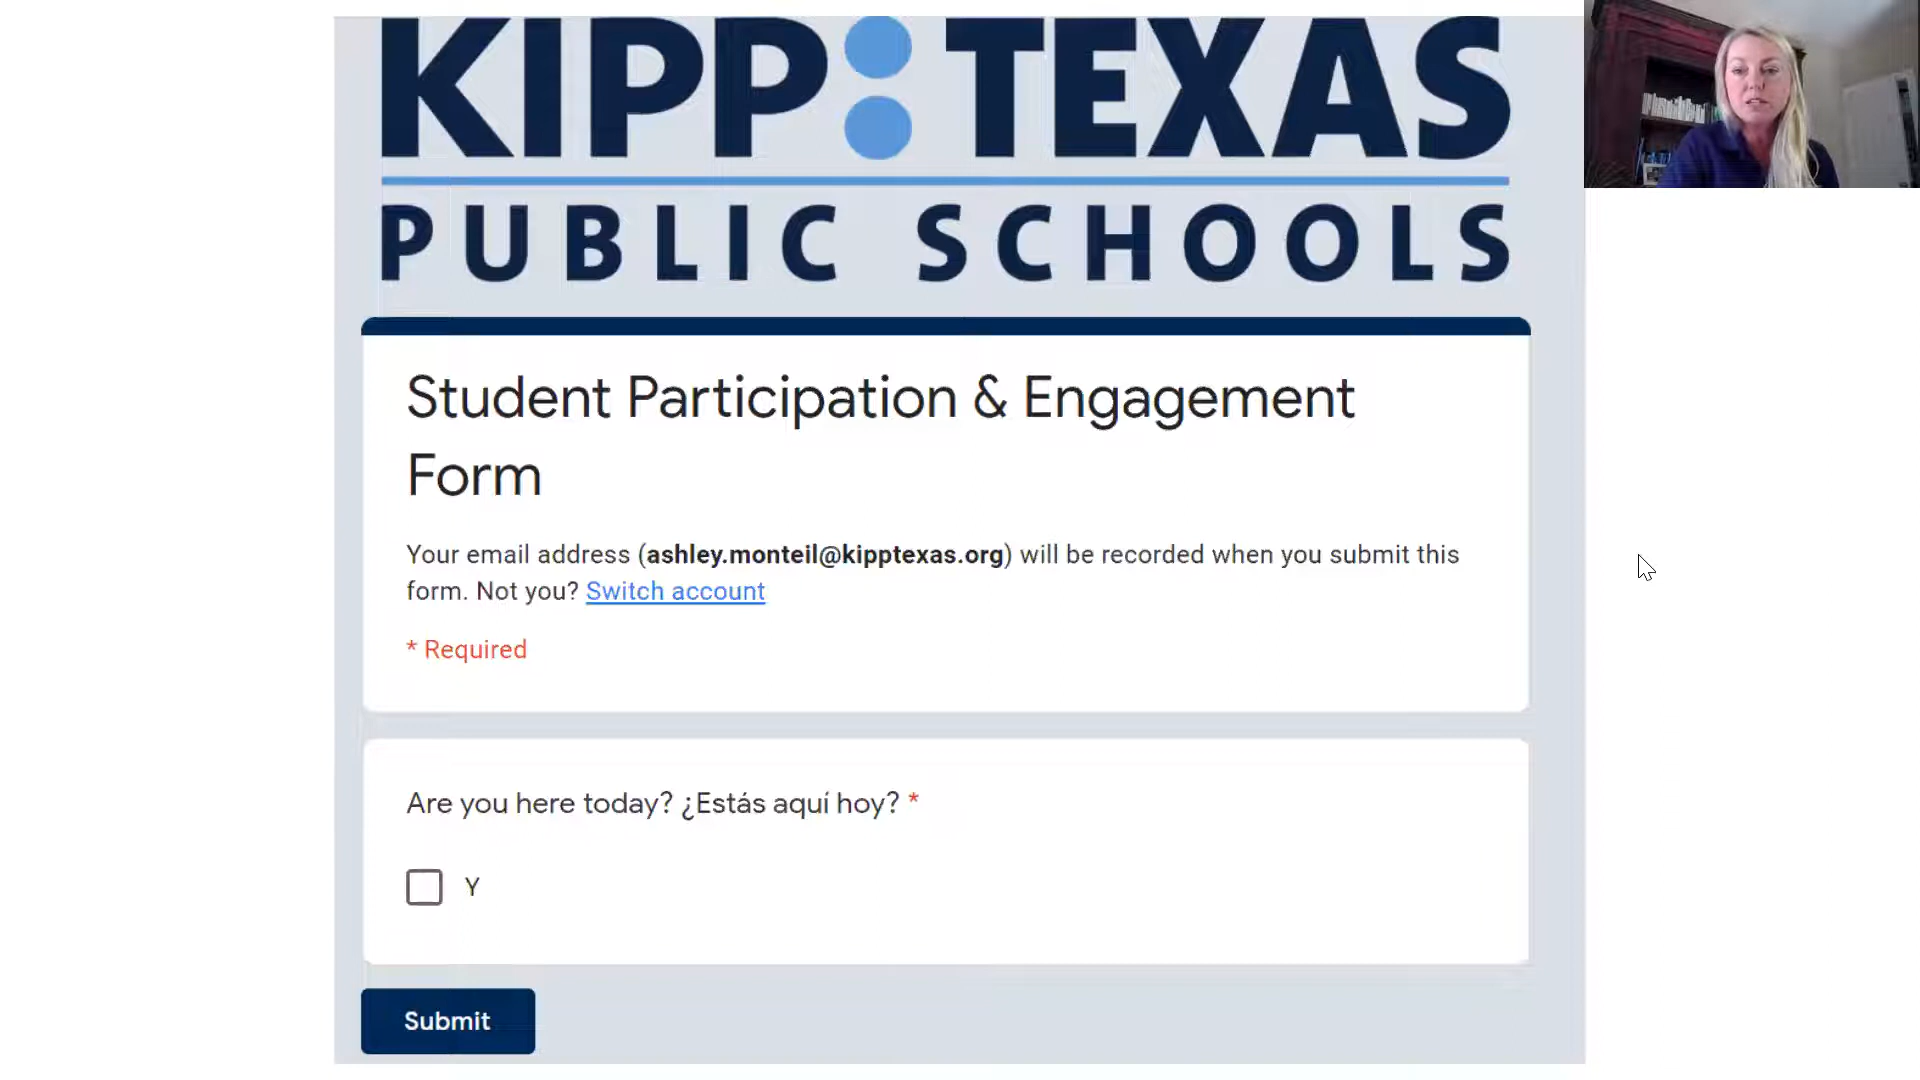 KIPP:TEXAS
PUBLIC SCHOOLS
Student Participation & Engagement
Form
Your email address (ashley.monteil@kipptexas.org) will be recorded when you submit this
form. Not you? Switch account
* Required
Are you here today? ¿Estás aquí hoy? *
Y
Submit